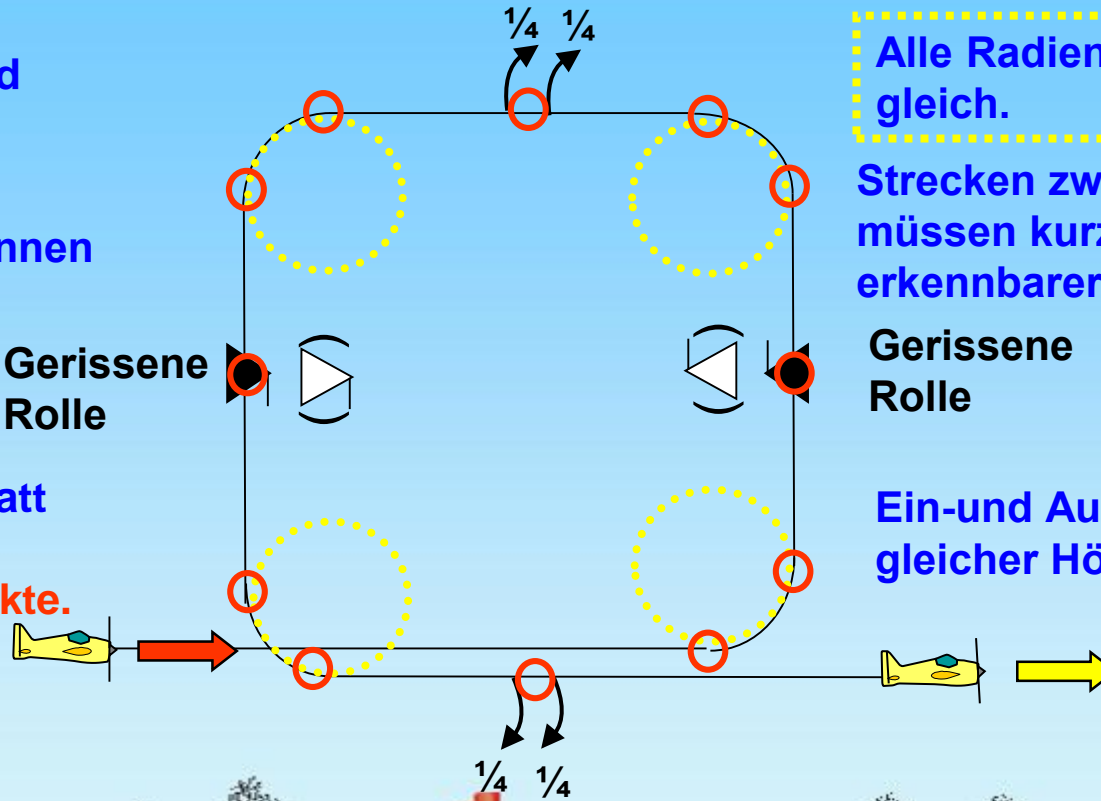 ¼ ¼
d
Alle Radien
gleich.
Strecken zw
müssen kurz
erkennbarer
nnen
Gerissene
Rolle
Gerissene
Rolle
att
Ein-und Au
gleicher Hö
kte.
¼ ¼